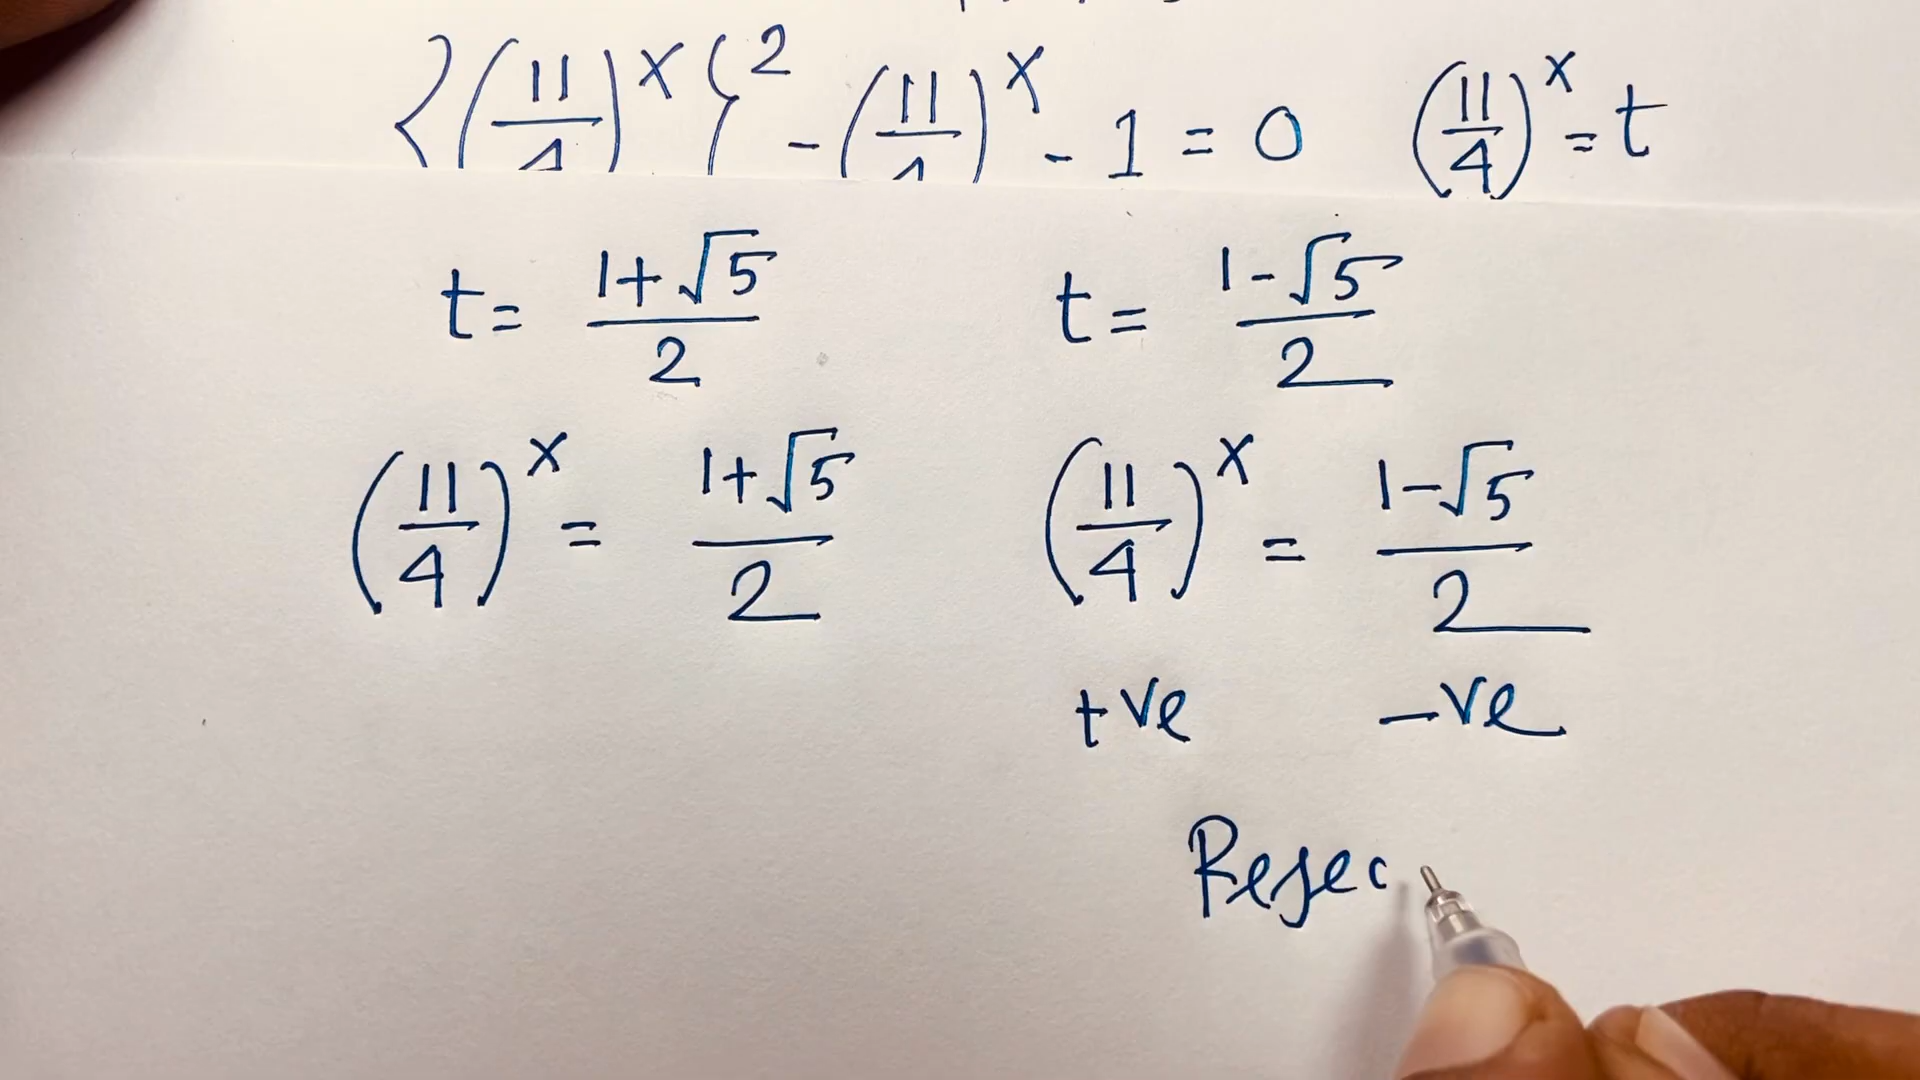 {(11/4)^x}^2 - (11/4)^x - 1 = 0   (11/4)^x = t
t = (1+√5)/2   t = (1-√5)/2
(11/4)^x = (1+√5)/2   (11/4)^x = (1-√5)/2
+ve   -ve
Rejec